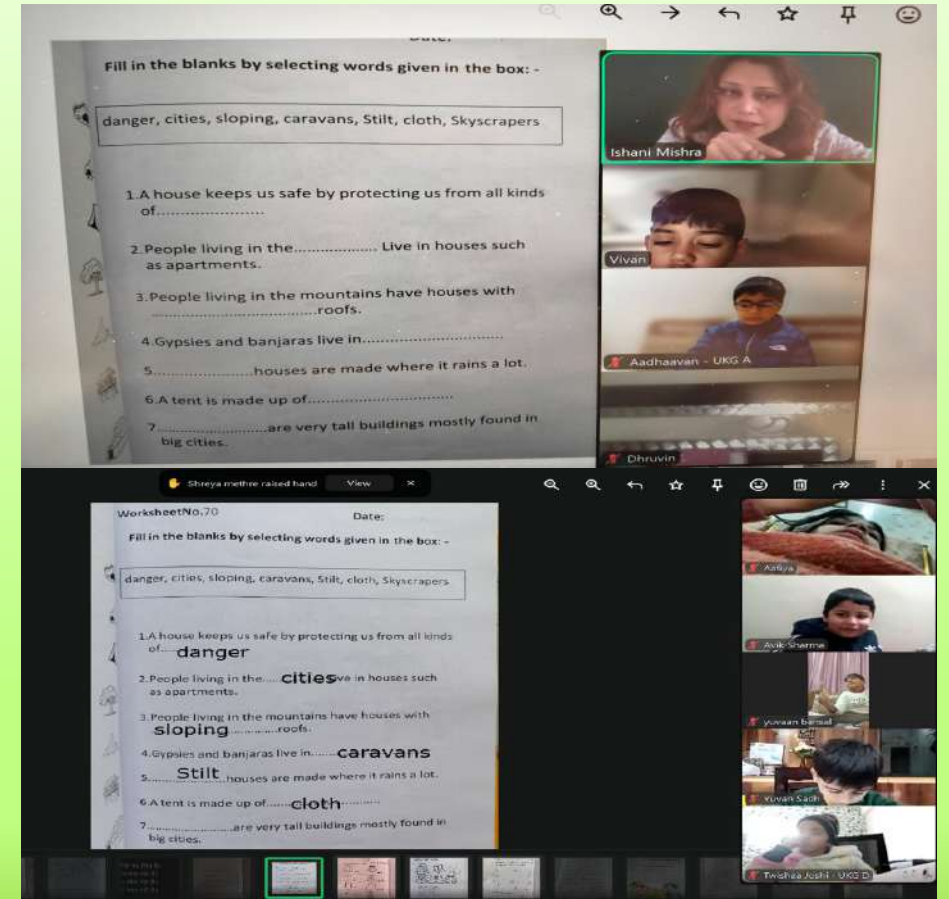 Fill in the blanks by selecting words given in the box: -
danger, cities, sloping, caravans, Stilt, cloth, Skyscrapers
1.A house keeps us safe by protecting us from all kinds
of......................
2.People living in the.................. Live in houses such
as apartments.
3.People living in the mountains have houses with
...................................roofs.
4.Gypsies and banjaras live in..............................
5.....................houses are made where it rains a lot.
6.A tent is made up of...............................
7.......................are very tall buildings mostly found in
big cities.
Ishani Mishra
Vivan
Aadhaavan - UKG A
Dhruvin
Shreya methre raised hand View
WorksheetNo.70
Date:
Fill in the blanks by selecting words given in the box: -
danger, cities, sloping, caravans, Stilt, cloth, Skyscrapers
1.A house keeps us safe by protecting us from all kinds
of....danger
2.People living in the.....cities ve in houses such
as apartments.
3.People living in the mountains have houses with
sloping............roofs.
4.Gypsies and banjaras live in.......caravans
5.......Stilt..houses are made where it rains a lot.
6.A tent is made up of......cloth..........
7.....................are very tall buildings mostly found in
big cities.
Avik Sharma
yuvaan bansal
Yuvan Sach
Twishaa Joshi - UKG D